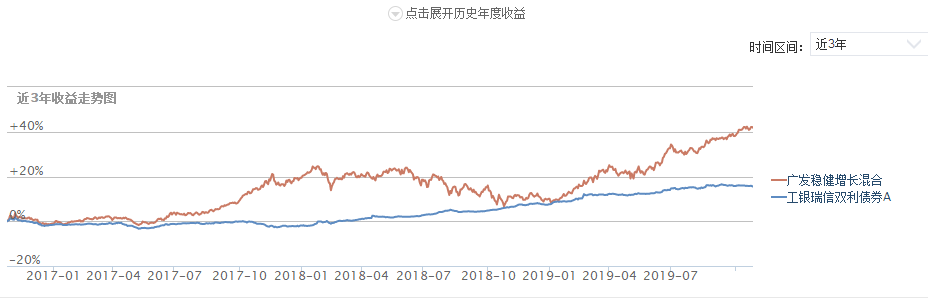 点击展开历史年度收益
时间区间： 近3年
近3年收益走势图
+40%
+20%
0%
-20%
广发稳健增长混合
工银瑞信双利债券A
2017-01 2017-04 2017-07 2017-10 2018-01 2018-04 2018-07 2018-10 2019-01 2019-04 2019-07